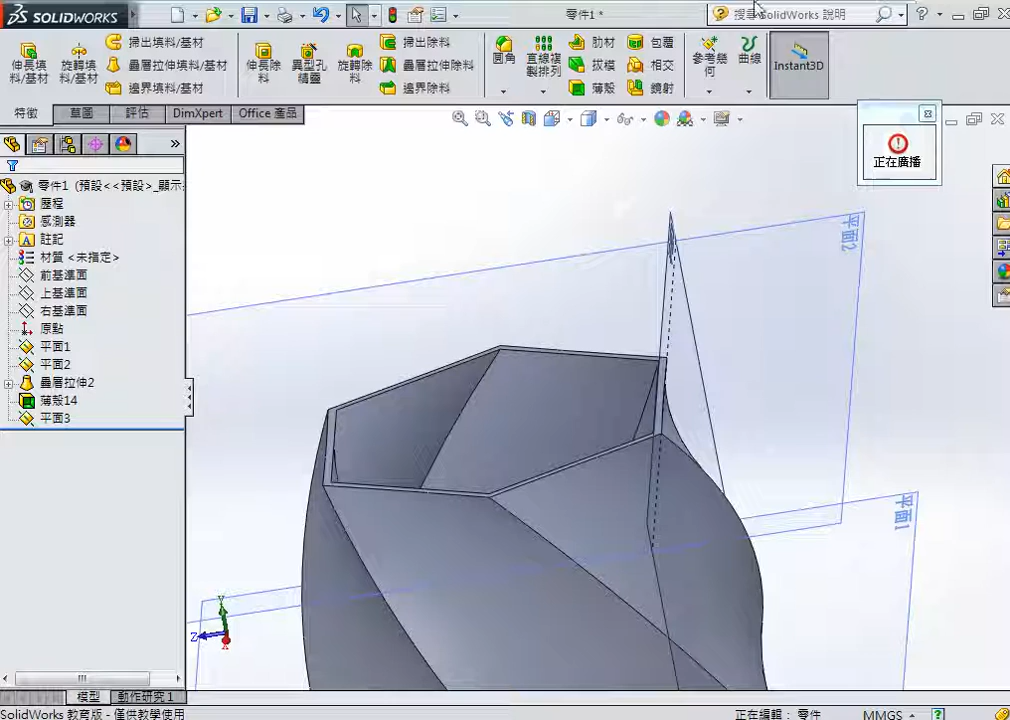 SOLIDWORKS
零件1 *
搜尋 SolidWorks 說明
伸長填料/基材
旋轉填料/基材
掃出填料/基材
疊層拉伸填料/基材
邊界填料/基材
伸長除料
異型孔精靈
旋轉除料
掃出除料
疊層拉伸除料
邊界除料
圓角
直線複製排列
肋材
拔模
薄殼
包覆
相交
鏡射
參考幾何
曲線
Instant3D
特徵
草圖
評估
DimXpert
Office 產品
正在廣播
零件1 (預設<<預設>_顯示
歷程
感測器
註記
材質 <未指定>
前基準面
上基準面
右基準面
原點
平面1
平面2
疊層拉伸2
薄殼14
平面3
平面2
平面1
Y
Z
X
模型
動作研究 1
SolidWorks 教育版 - 僅供教學使用
正在編輯： 零件
MMGS